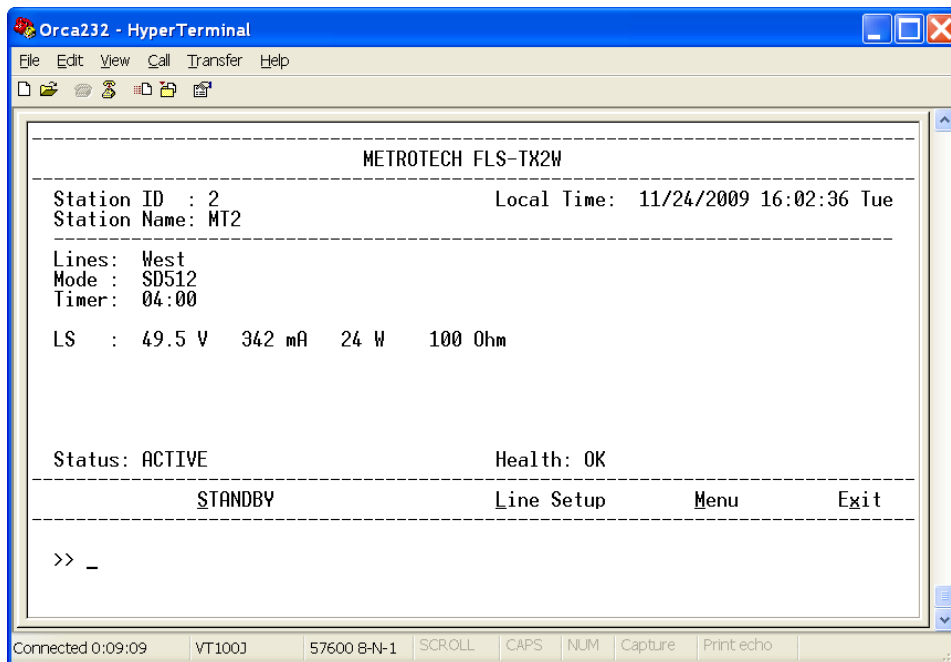 Orca232 - HyperTerminal
File Edit View Call Transfer Help
METROTECH FLS-TX2W
Station ID : 2 Local Time: 11/24/2009 16:02:36 Tue
Station Name: MT2
Lines: West
Mode : SD512
Timer: 04:00
LS : 49.5 V 342 mA 24 W 100 Ohm
Status: ACTIVE Health: OK
STANDBY Line Setup Menu Exit
>> _
Connected 0:09:09 VT100J 57600 8-N-1 SCROLL CAPS NUM Capture Print echo